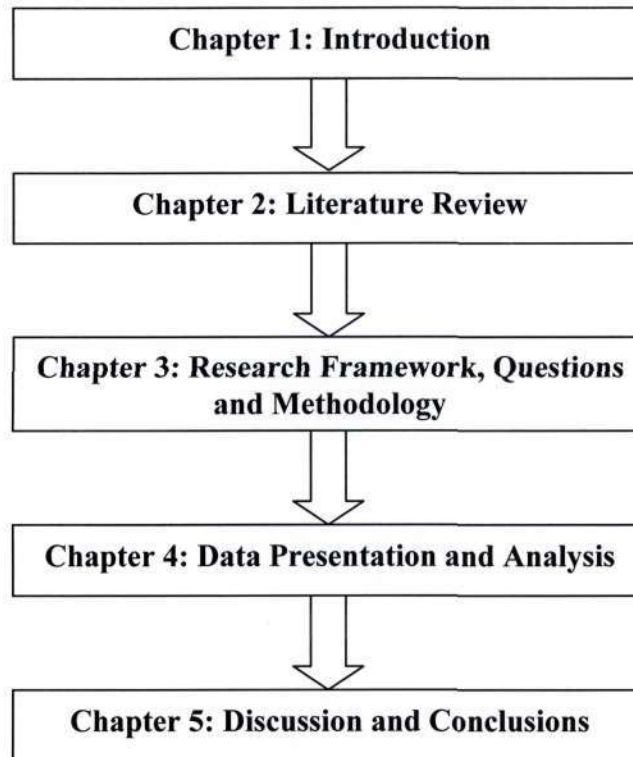 Chapter 1: Introduction
Chapter 2: Literature Review
Chapter 3: Research Framework, Questions
and Methodology
Chapter 4: Data Presentation and Analysis
Chapter 5: Discussion and Conclusions